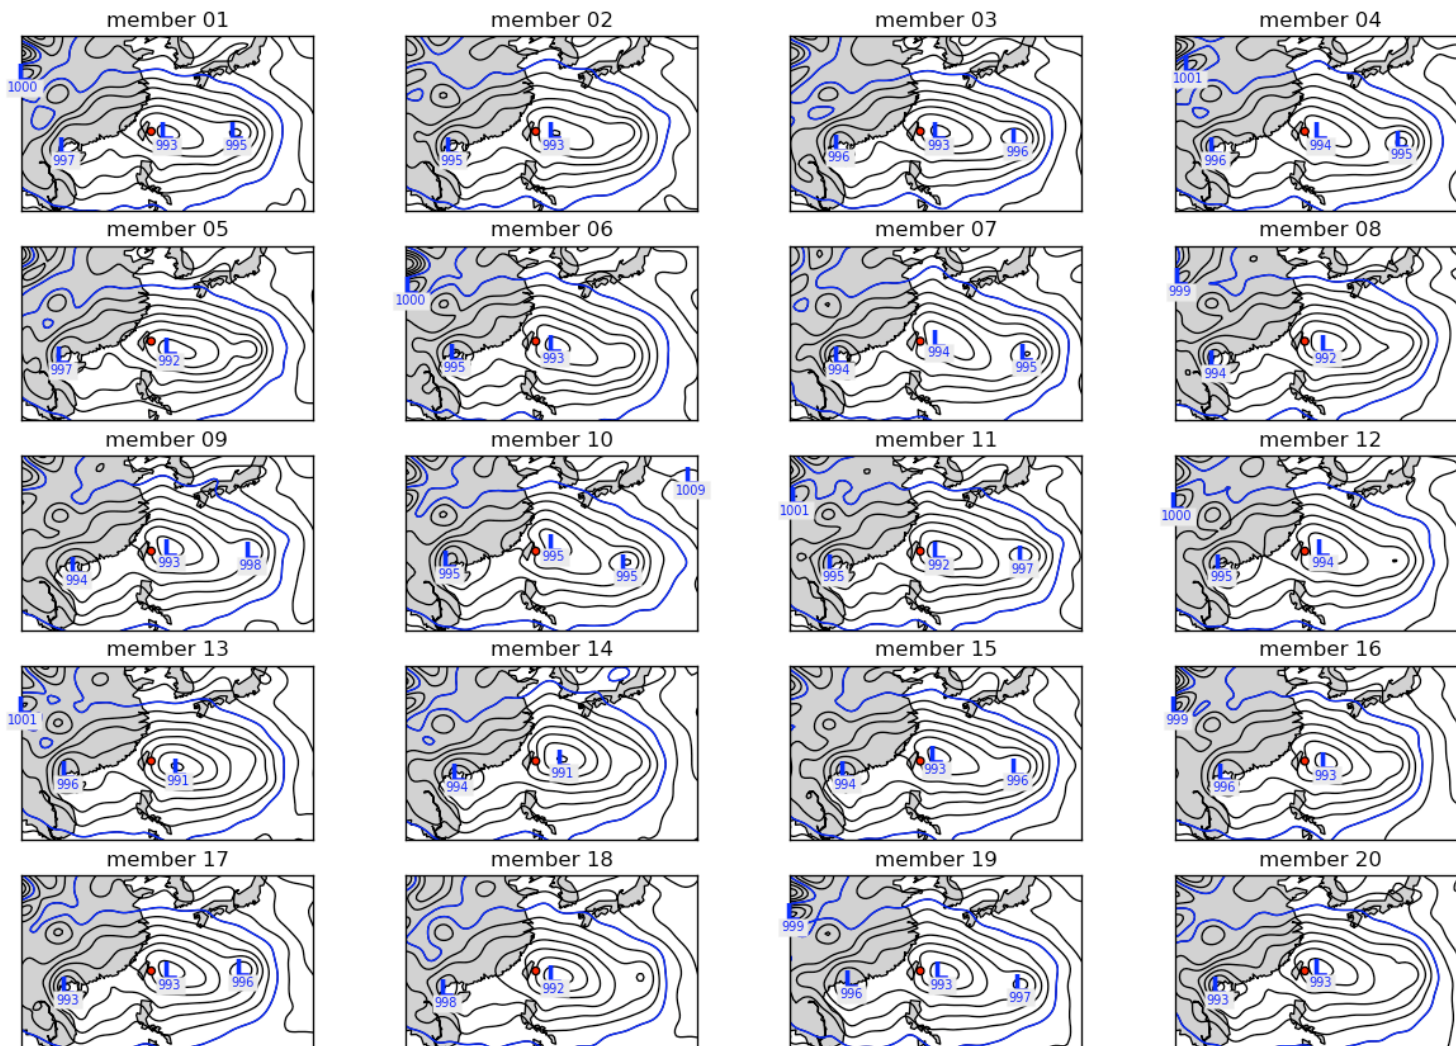 member 01 member 02 member 03 member 04
L 1000 L 997 L 993 L 995
L 995 L 993
L 996 L 993 L 996
L 1001 L 996 L 994 L 995
member 05 member 06 member 07 member 08
L 997 L 992
L 1000 L 995 L 993
L 994 L 994 L 995
L 999 L 994 L 992
member 09 member 10 member 11 member 12
L 994 L 993 L 998
L 1009 L 995 L 995 L 995
L 1001 L 995 L 992 L 997
L 1000 L 995 L 994
member 13 member 14 member 15 member 16
L 1001 L 996 L 991
L 994 L 991
L 994 L 993 L 996
L 999 L 996 L 993
member 17 member 18 member 19 member 20
L 993 L 993 L 996
L 998 L 992
L 999 L 996 L 993 L 997
L 993 L 993